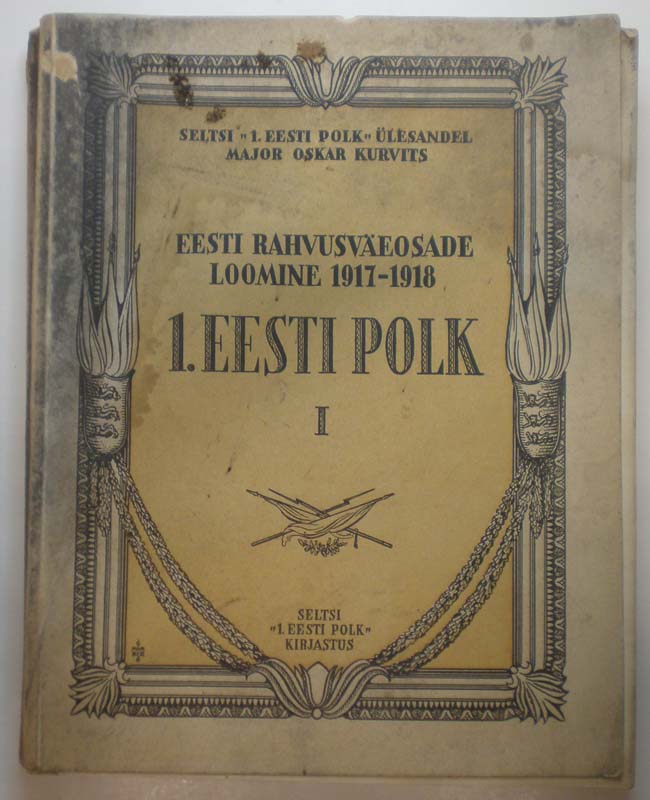 SELTSI „1. EESTI POLK" ÜLESANDEL
MAJOR OSKAR KURVITS
EESTI RAHVUSVÄEOSADE
LOOMINE 1917-1918
1. EESTI POLK
I
SELTSI
„1. EESTI POLK"
KIRJASTUS